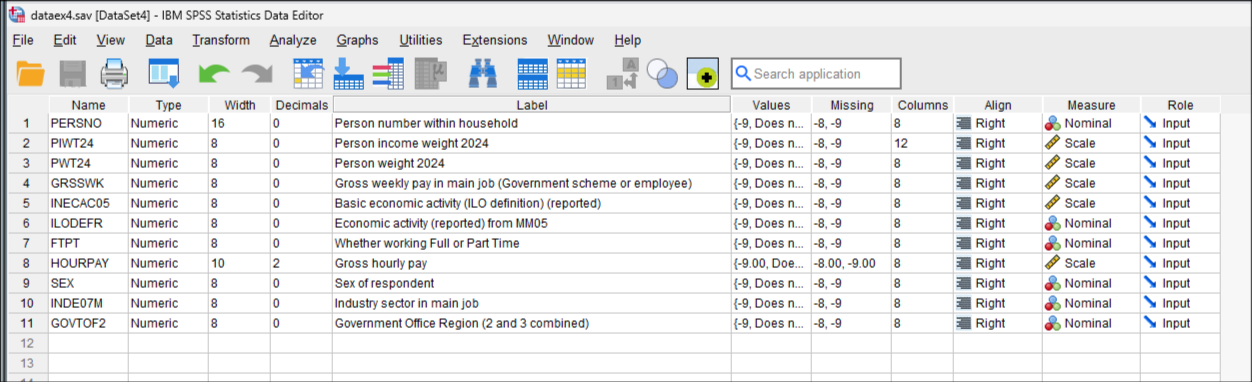 dataex4.sav [DataSet4] - IBM SPSS Statistics Data Editor
File Edit View Data Transform Analyze Graphs Utilities Extensions Window Help
Search application
Name Type Width Decimals Label Values Missing Columns Align Measure Role
1 PERSNO Numeric 16 0 Person number within household {-9, Does n... -8, -9 8 Right Nominal Input
2 PIWT24 Numeric 8 0 Person income weight 2024 {-9, Does n... -8, -9 12 Right Scale Input
3 PWT24 Numeric 8 0 Person weight 2024 {-9, Does n... -8, -9 8 Right Scale Input
4 GRSSWK Numeric 8 0 Gross weekly pay in main job (Government scheme or employee) {-9, Does n... -8, -9 8 Right Scale Input
5 INECAC05 Numeric 8 0 Basic economic activity (ILO definition) (reported) {-9, Does n... -8, -9 8 Right Scale Input
6 ILODEFR Numeric 8 0 Economic activity (reported) from MM05 {-9, Does n... -8, -9 8 Right Nominal Input
7 FTPT Numeric 8 0 Whether working Full or Part Time {-9, Does n... -8, -9 8 Right Nominal Input
8 HOURPAY Numeric 10 2 Gross hourly pay {-9.00, Doe... -8.00, -9.00 8 Right Scale Input
9 SEX Numeric 8 0 Sex of respondent {-9, Does n... -8, -9 8 Right Nominal Input
10 INDE07M Numeric 8 0 Industry sector in main job {-9, Does n... -8, -9 8 Right Nominal Input
11 GOVTOF2 Numeric 8 0 Government Office Region (2 and 3 combined) {-9, Does n... -8, -9 8 Right Nominal Input
12
13